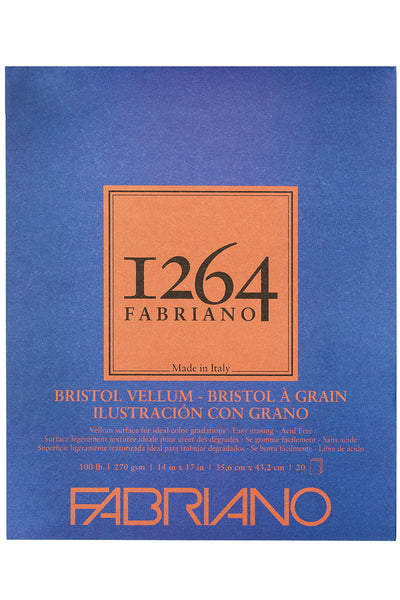 1264
FABRIANO
Made in Italy
BRISTOL VELLUM - BRISTOL À GRAIN
ILUSTRACIÓN CON GRANO
Vellum surface for ideal color gradations - Easy erasing - Acid Free
Surface légèrement texturée idéale pour créer des dégradés - Se gomme facilement - Sans acide
Superficie ligeramente texturizada ideal para trabajar degradados - Se borra facilmente - Libre de ácido
100 lb | 270 gsm | 14 in x 17 in | 35,6 cm x 43,2 cm | 20
FABRIANO